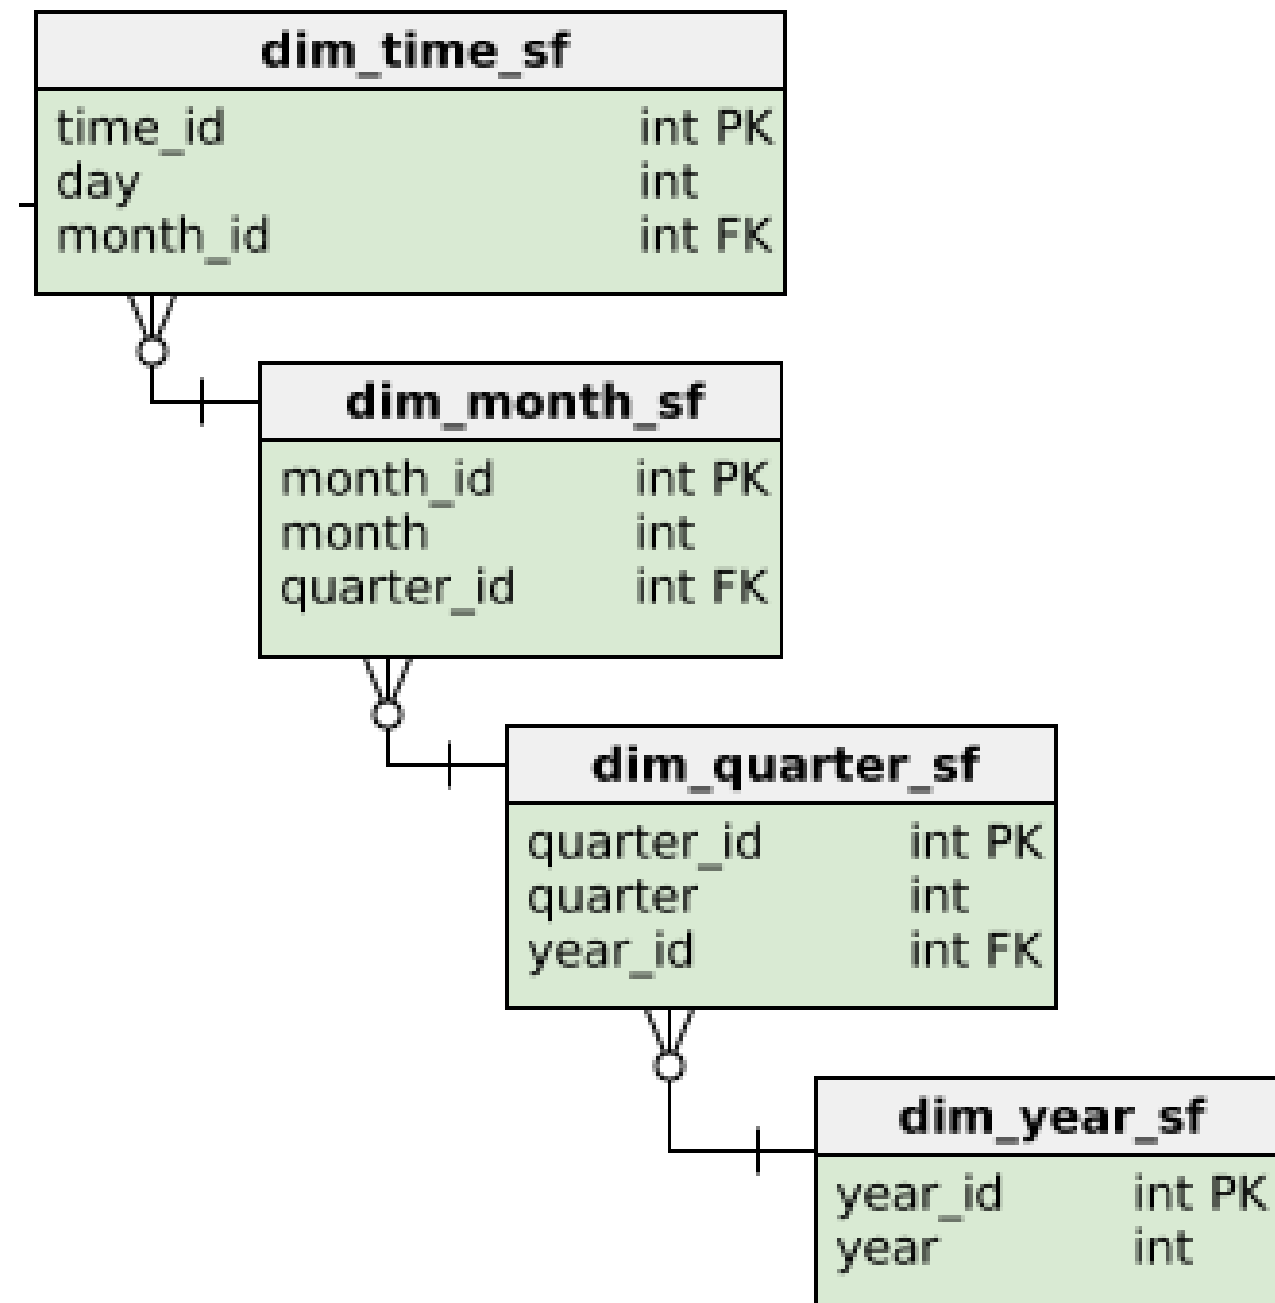 dim_time_sf
time_id int PK
day int
month_id int FK
dim_month_sf
month_id int PK
month int
quarter_id int FK
dim_quarter_sf
quarter_id int PK
quarter int
year_id int FK
dim_year_sf
year_id int PK
year int